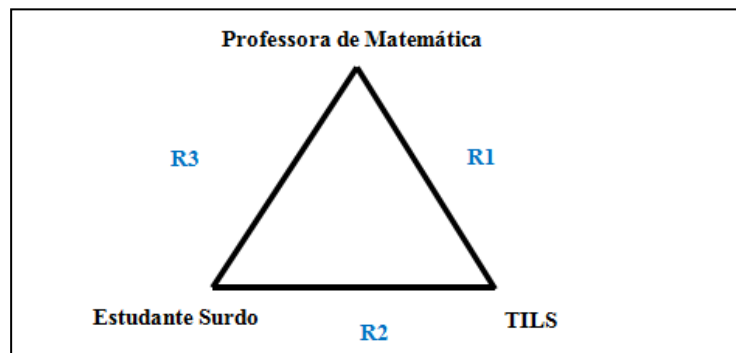 Professora de Matemática
R3
R1
Estudante Surdo
TILS
R2